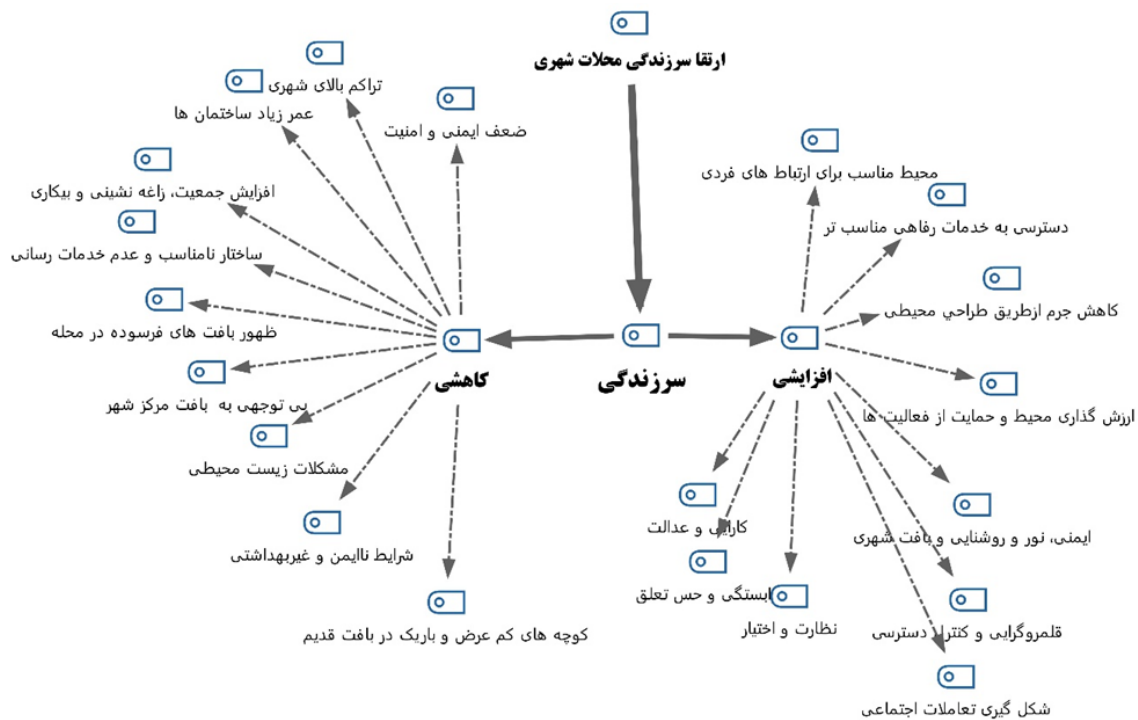 ارتقا سرزندگی محلات شهری
تراکم بالای شهری
عمر زیاد ساختمان ها
ضعف ایمنی و امنیت
محیط مناسب برای ارتباط های فردی
افزایش جمعیت، زاغه نشینی و بیکاری
دسترسی به خدمات رفاهی مناسب تر
ساختار نامناسب و عدم خدمات رسانی
کاهش جرم ازطریق طراحي محیطی
ظهور بافت های فرسوده در محله
افزایشی
سرزندگی
کاهشی
بی توجهی به بافت مرکز شهر
ارزش گذاری محیط و حمایت از فعالیت ها
مشکلات زیست محیطی
کارایی و عدالت
ایمنی، نور و روشنایی و بافت شهری
شرایط ناایمن و غیربهداشتی
ابستگی و حس تعلق
نظارت و اختیار
قلمروگرایی و کنترل دسترسی
کوچه های کم عرض و باریک در بافت قدیم
شکل گیری تعاملات اجتماعی